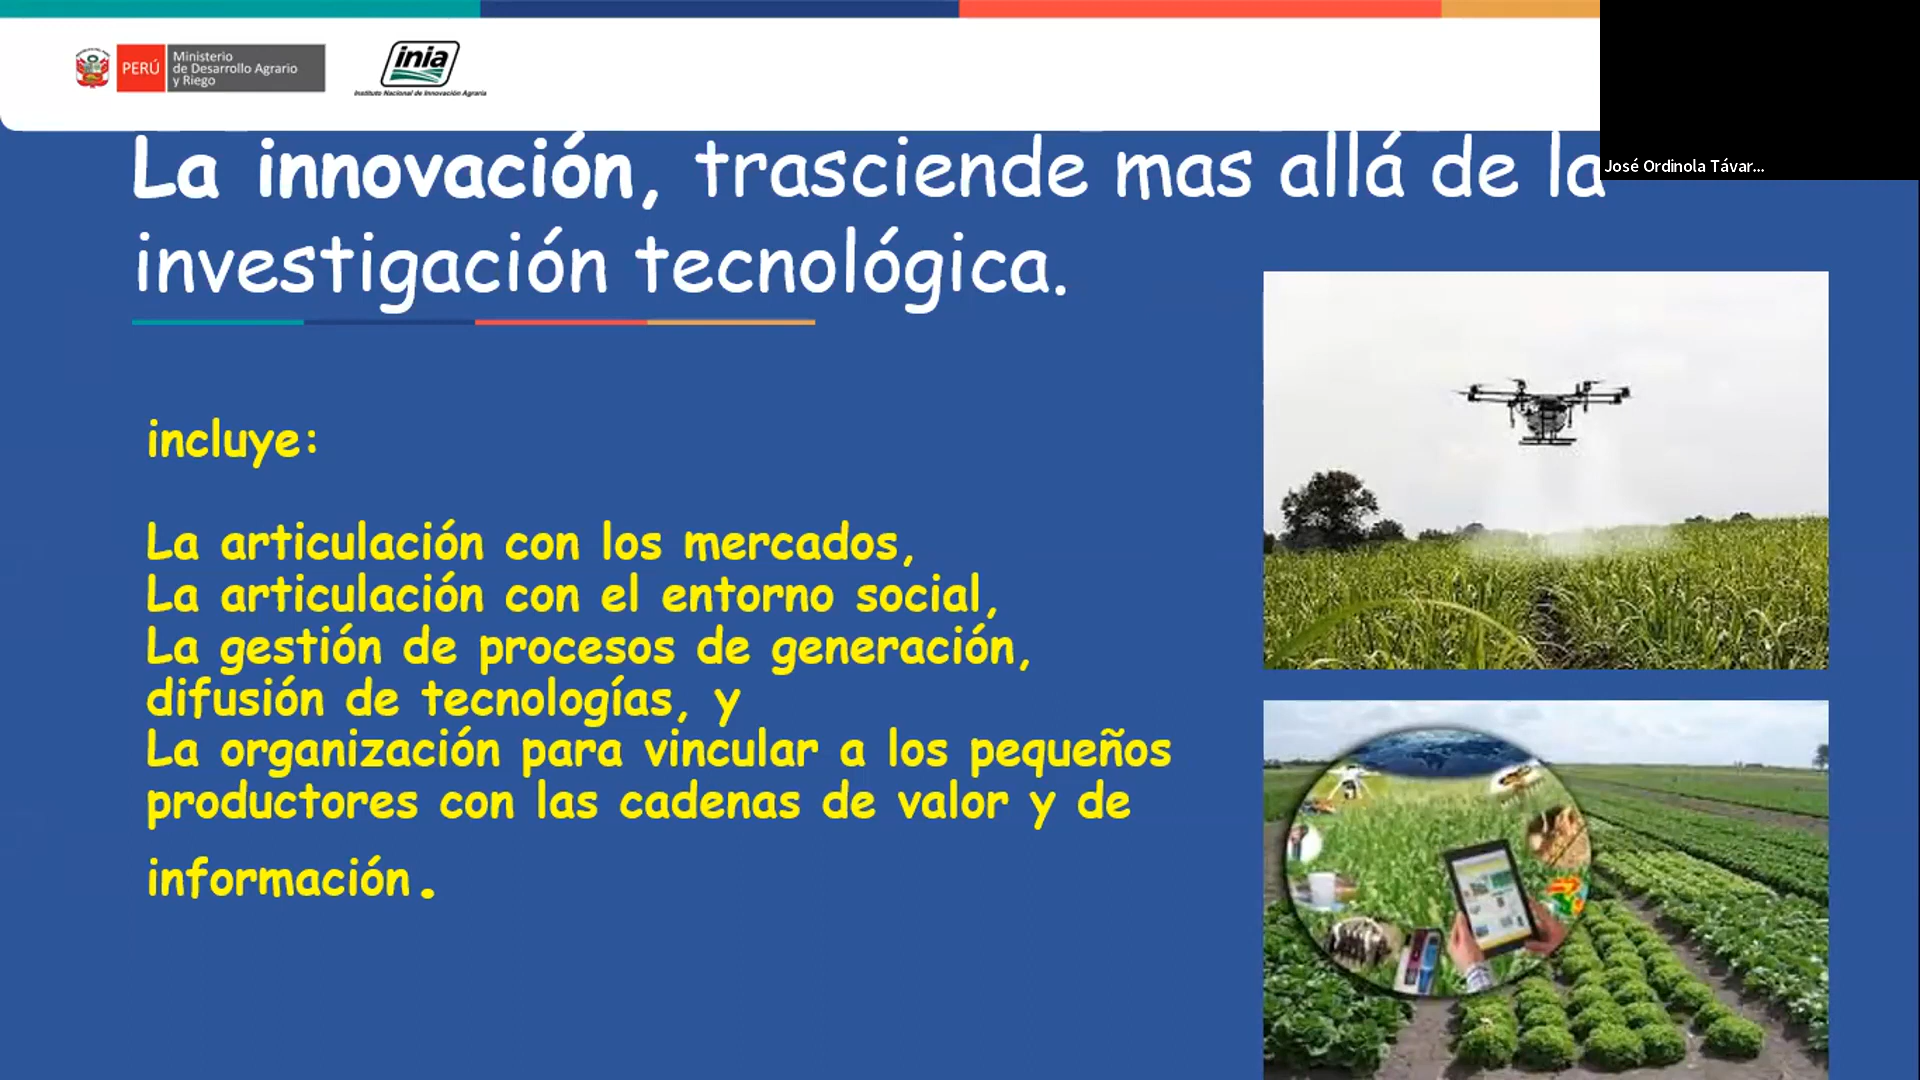 PERÚ
Ministerio
de Desarrollo Agrario
y Riego
inia
Instituto Nacional de Innovación Agraria
José Ordinola Távar...
La innovación, trasciende mas allá de la
investigación tecnológica.
incluye:
La articulación con los mercados,
La articulación con el entorno social,
La gestión de procesos de generación,
difusión de tecnologías, y
La organización para vincular a los pequeños
productores con las cadenas de valor y de
información.